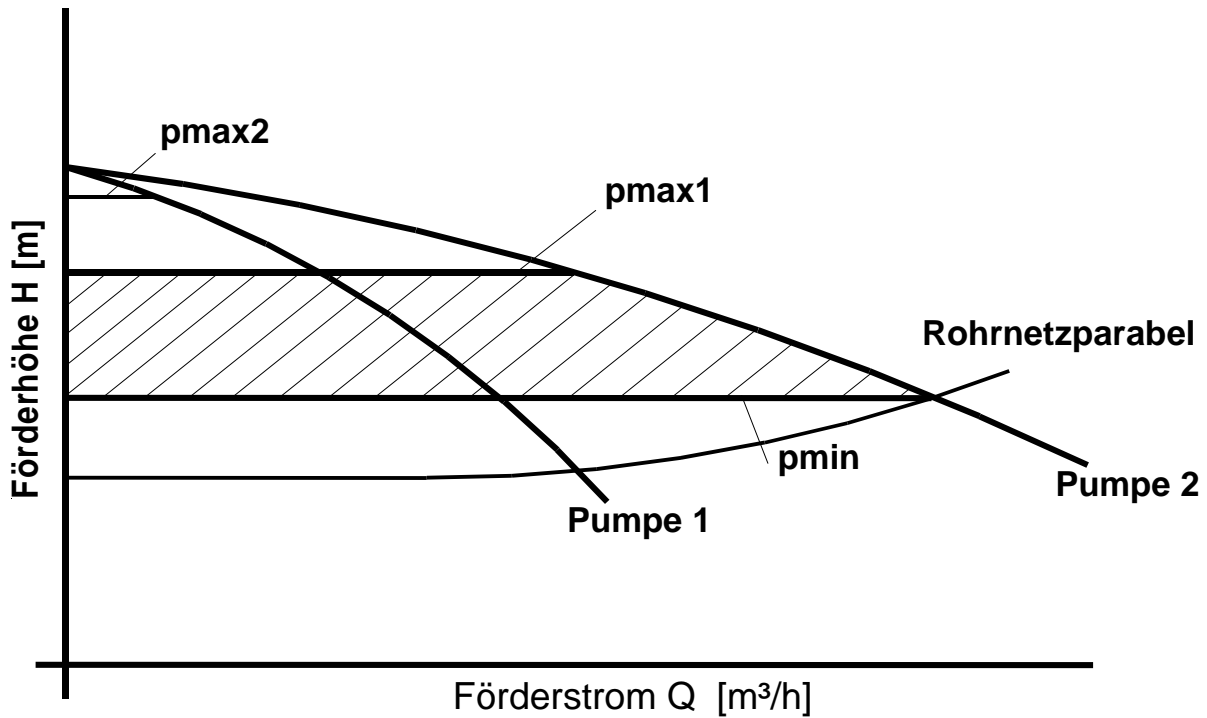 pmax2
pmax1
Förderhöhe H [m]
Rohrnetzparabel
pmin
Pumpe 2
Pumpe 1
Förderstrom Q [m³/h]